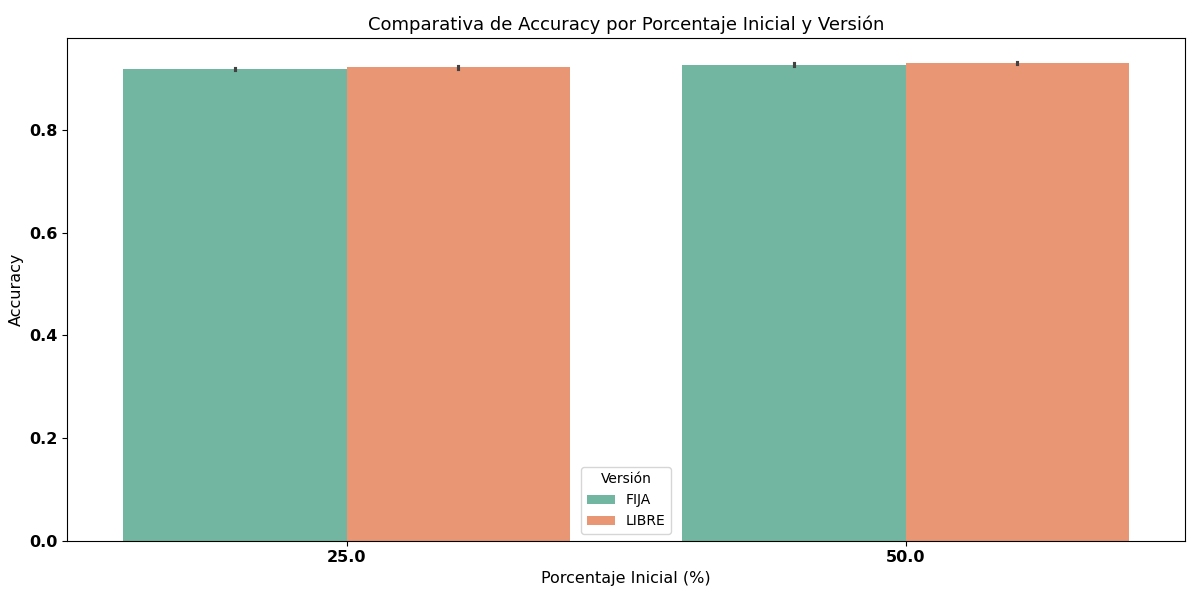 Comparativa de Accuracy por Porcentaje Inicial y Versión
Accuracy
0.8
0.6
0.4
0.2
0.0
Versión
FIJA
LIBRE
25.0
50.0
Porcentaje Inicial (%)